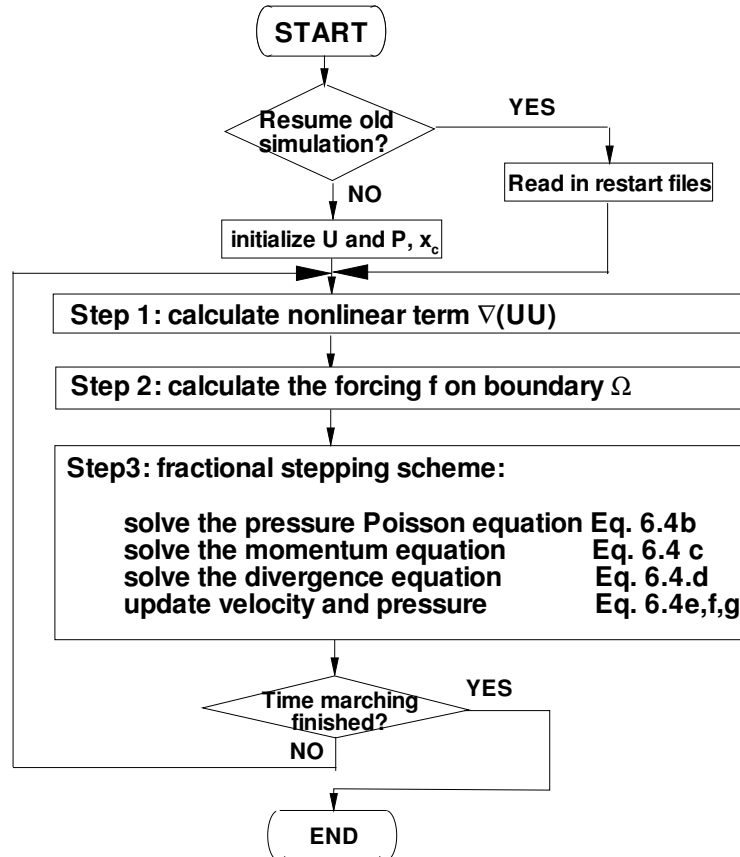 START
Resume old
simulation?
YES
Read in restart files
NO
initialize U and P, x_c
Step 1: calculate nonlinear term ∇(UU)
Step 2: calculate the forcing f on boundary Ω
Step3: fractional stepping scheme:
solve the pressure Poisson equation Eq. 6.4b
solve the momentum equation Eq. 6.4 c
solve the divergence equation Eq. 6.4.d
update velocity and pressure Eq. 6.4e,f,g
Time marching
finished?
YES
NO
END